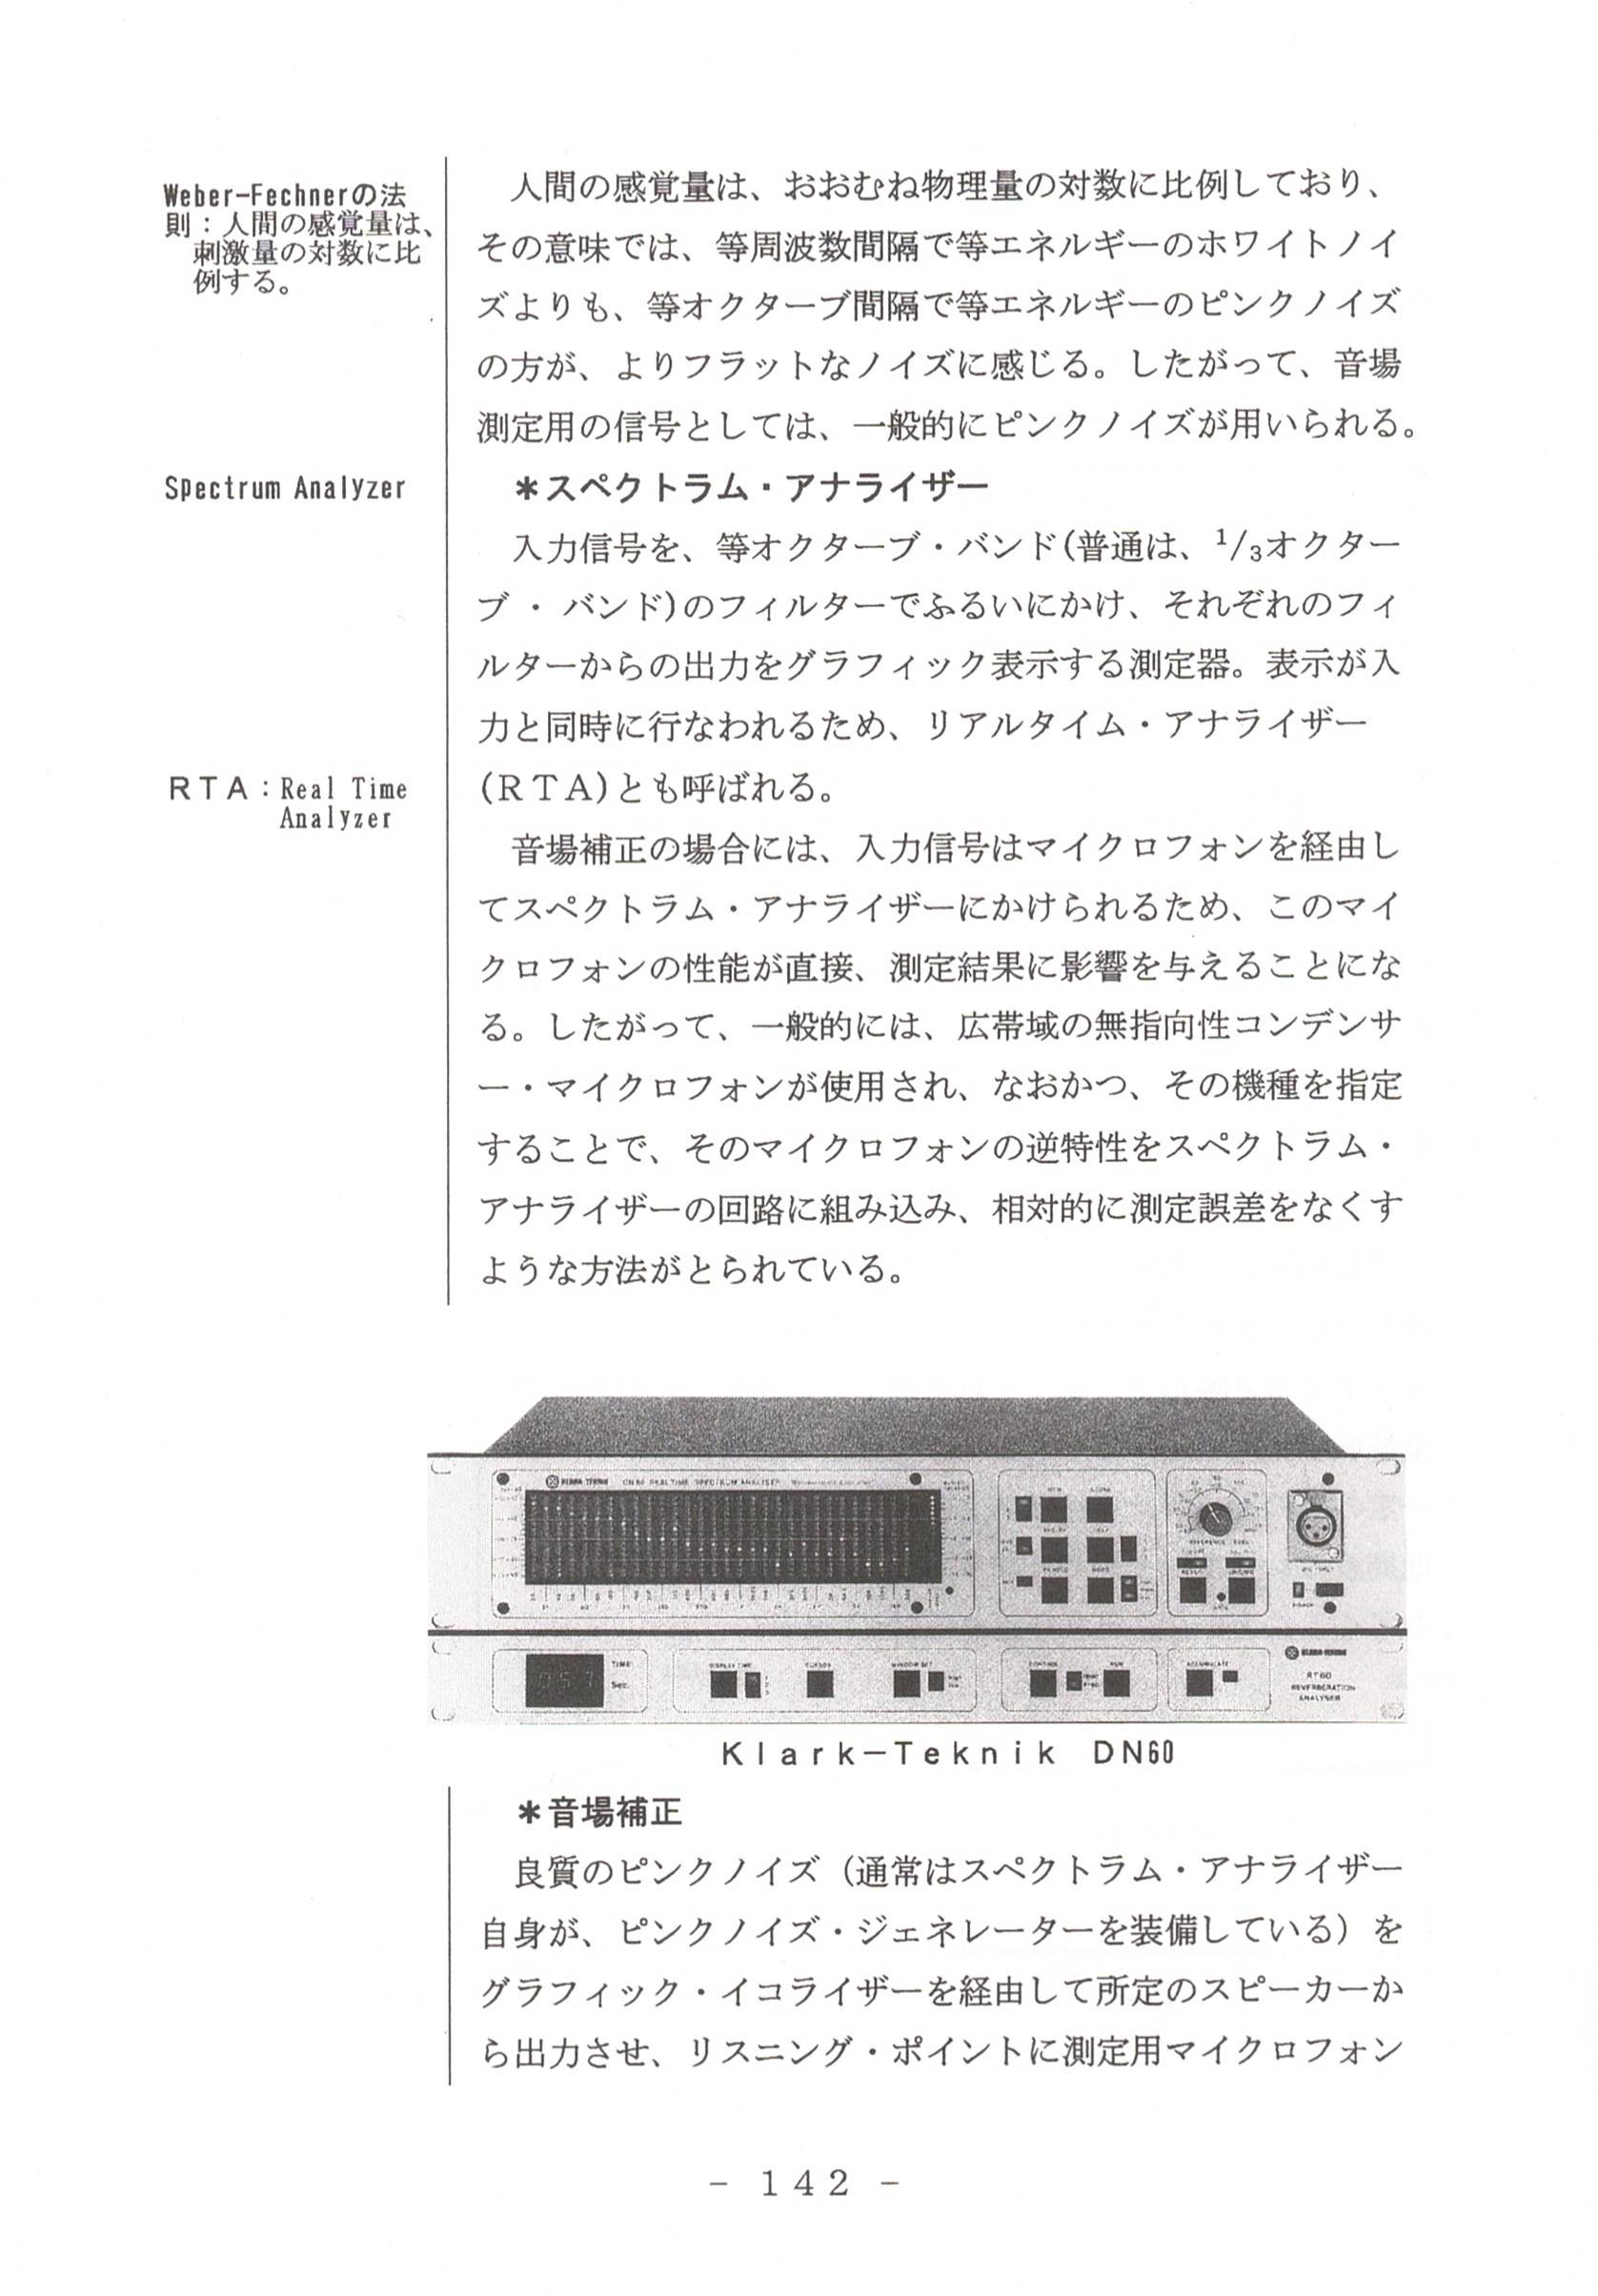 Weber-Fechnerの法
則：人間の感覚量は、
刺激量の対数に比
例する。
人間の感覚量は、おおむね物理量の対数に比例しており、
その意味では、等周波数間隔で等エネルギーのホワイトノイ
ズよりも、等オクターブ間隔で等エネルギーのピンクノイズ
の方が、よりフラットなノイズに感じる。したがって、音場
測定用の信号としては、一般的にピンクノイズが用いられる。
Spectrum Analyzer
＊スペクトラム・アナライザー
入力信号を、等オクターブ・バンド(普通は、1/3オクター
ブ・バンド)のフィルターでふるいにかけ、それぞれのフィ
ルターからの出力をグラフィック表示する測定器。表示が入
力と同時に行なわれるため、リアルタイム・アナライザー
RTA：Real Time
Analyzer
(RTA)とも呼ばれる。
音場補正の場合には、入力信号はマイクロフォンを経由し
てスペクトラム・アナライザーにかけられるため、このマイ
クロフォンの性能が直接、測定結果に影響を与えることにな
る。したがって、一般的には、広帯域の無指向性コンデンサ
ー・マイクロフォンが使用され、なおかつ、その機種を指定
することで、そのマイクロフォンの逆特性をスペクトラム・
アナライザーの回路に組み込み、相対的に測定誤差をなくす
ような方法がとられている。
KLARK-TEKNIK DN60 REAL TIME SPECTRUM ANALYSER
REFERENCE LEVEL
TIME
Sec.
DISPLAY TIME
CURSOR
WINDOW SET
CONTROL
RUN
ACCUMULATE
KLARK-TEKNIK
RT60
REVERBERATION
ANALYSER
Klark-Teknik DN60
＊音場補正
良質のピンクノイズ（通常はスペクトラム・アナライザー
自身が、ピンクノイズ・ジェネレーターを装備している）を
グラフィック・イコライザーを経由して所定のスピーカーか
ら出力させ、リスニング・ポイントに測定用マイクロフォン
- 142 -